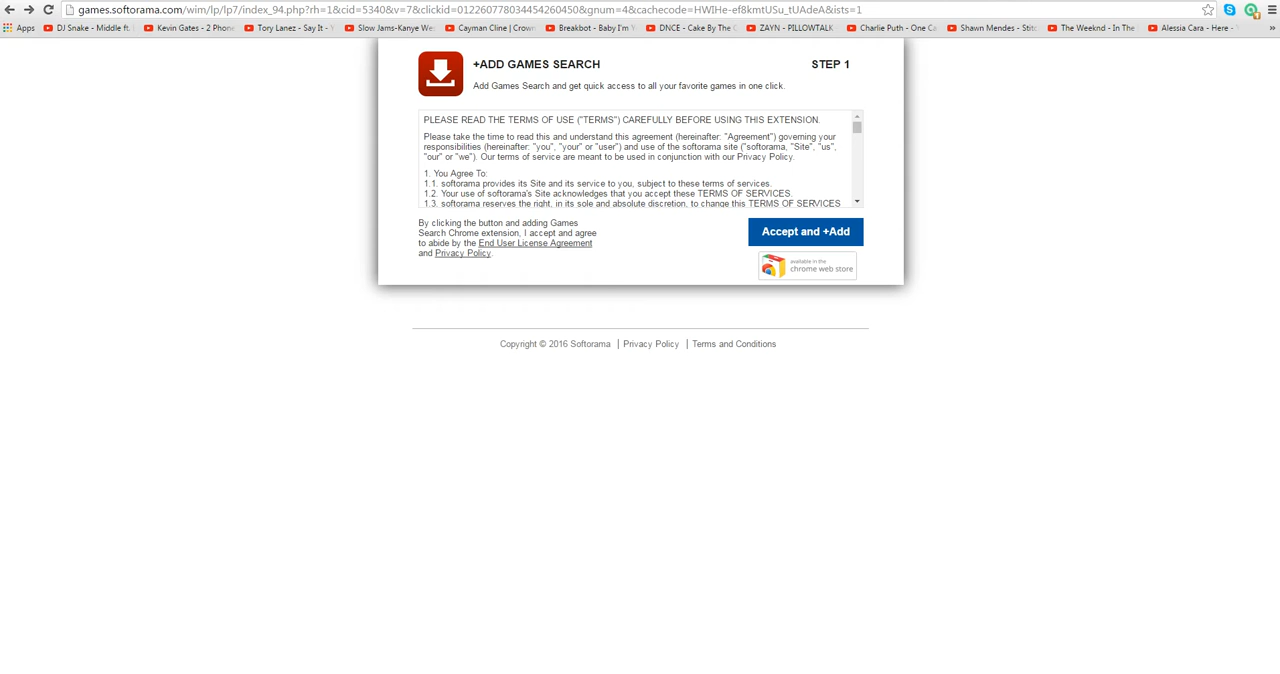 games.softorama.com/wim/lp/lp7/index_94.php?rh=1&cid=5340&v=7&clickid=012260778034454260450&gnum=4&cachecode=HWIHe-ef8kmtUSu_tUAdeA&ists=1
Apps DJ Snake - Middle ft. Kevin Gates - 2 Phone Tory Lanez - Say It - Y Slow Jams-Kanye Wes Cayman Cline | Crown Breakbot - Baby I'm Y DNCE - Cake By The O ZAYN - PILLOWTALK Charlie Puth - One Ca Shawn Mendes - Stitc The Weeknd - In The Alessia Cara - Here - »
+ADD GAMES SEARCH STEP 1
Add Games Search and get quick access to all your favorite games in one click.
PLEASE READ THE TERMS OF USE ("TERMS") CAREFULLY BEFORE USING THIS EXTENSION.
Please take the time to read this and understand this agreement (hereinafter: "Agreement") governing your
responsibilities (hereinafter: "you", "your" or "user") and use of the softorama site ("softorama, "Site", "us",
"our" or "we"). Our terms of service are meant to be used in conjunction with our Privacy Policy.
1. You Agree To:
1.1. softorama provides its Site and its service to you, subject to these terms of services.
1.2. Your use of softorama's Site acknowledges that you accept these TERMS OF SERVICES.
1.3. softorama reserves the right, in its sole and absolute discretion, to change this TERMS OF SERVICES
By clicking the button and adding Games
Search Chrome extension, I accept and agree
to abide by the End User License Agreement
and Privacy Policy.
Accept and +Add
available in the
chrome web store
Copyright © 2016 Softorama | Privacy Policy | Terms and Conditions